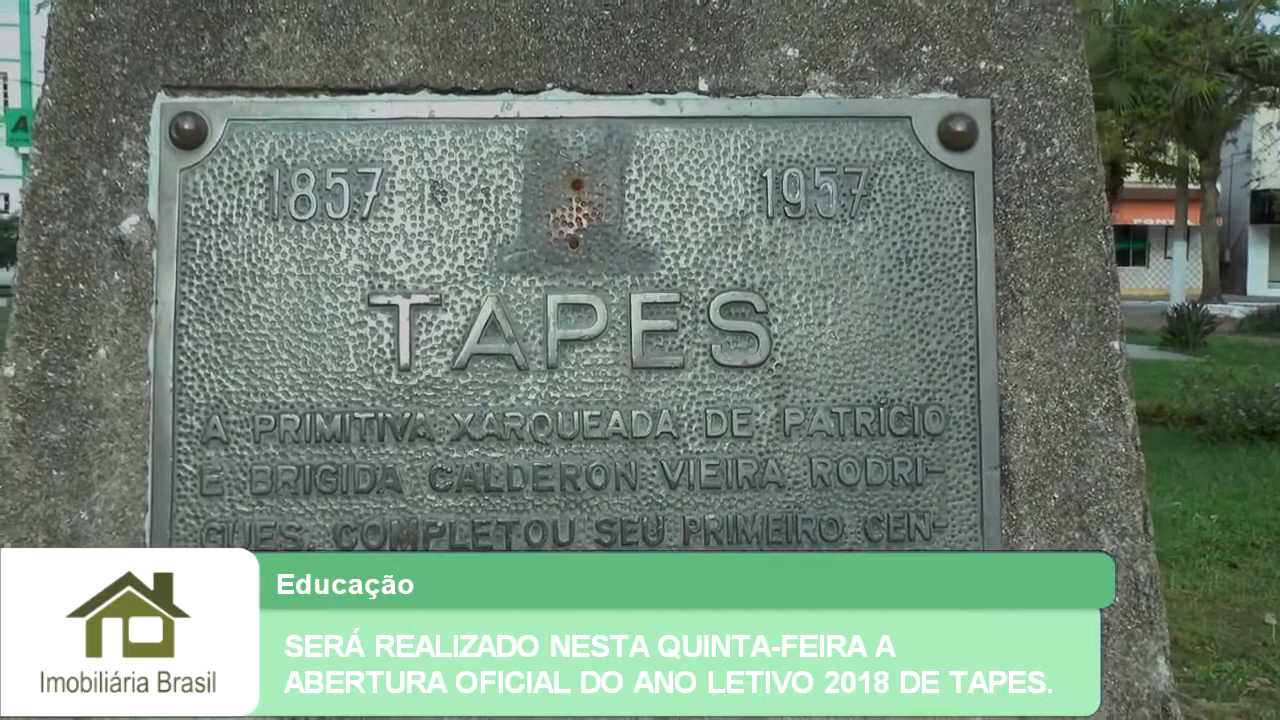 1857 1957
TAPES
A PRIMITIVA XARQUEADA DE PATRÍCIO
E BRIGIDA CALDERON VIEIRA RODRI-
GUES, COMPLETOU SEU PRIMEIRO CEN-
Educação
SERÁ REALIZADO NESTA QUINTA-FEIRA A
ABERTURA OFICIAL DO ANO LETIVO 2018 DE TAPES.
Imobiliária Brasil